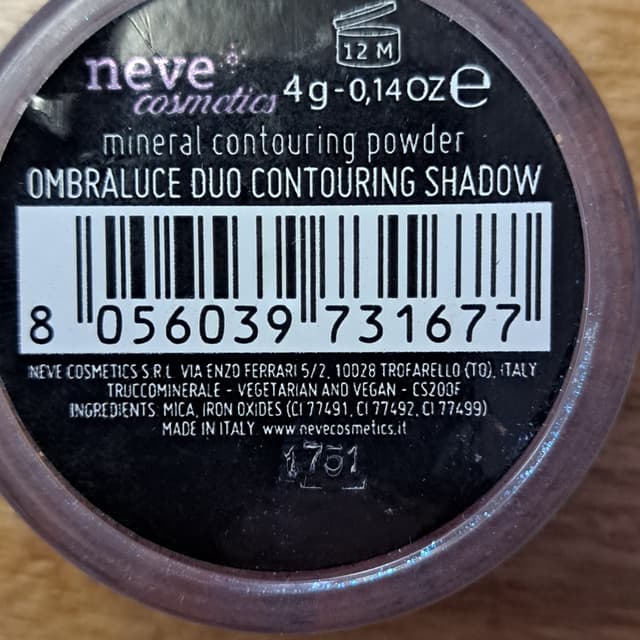 12 M
neve
cosmetics 4g-0,14OZ e
mineral contouring powder
OMBRALUCE DUO CONTOURING SHADOW
8 056039 731677
NEVE COSMETICS S.R.L. VIA ENZO FERRARI 5/2, 10028 TROFARELLO (TO), ITALY
TRUCCOMINERALE - VEGETARIAN AND VEGAN - CS200F
INGREDIENTS: MICA, IRON OXIDES (CI 77491, CI 77492, CI 77499)
MADE IN ITALY www.nevecosmetics.it
1751